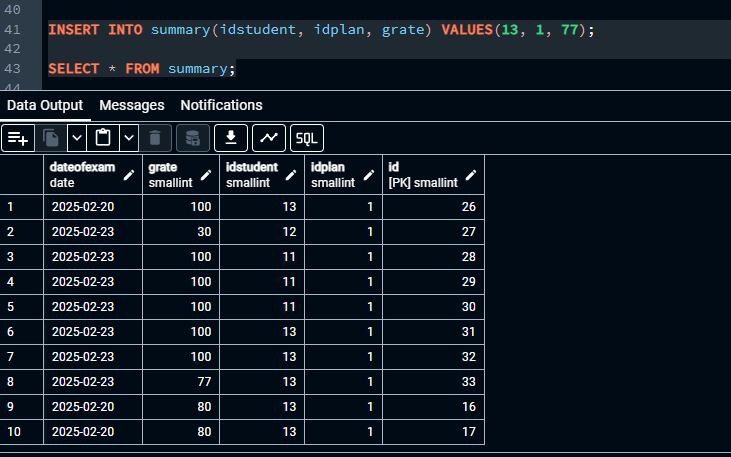 40
41 INSERT INTO summary(idstudent, idplan, grate) VALUES(13, 1, 77);
42
43 SELECT * FROM summary;
44
Data Output Messages Notifications
SQL
dateofexam grate idstudent idplan id
date smallint smallint smallint [PK] smallint
1 2025-02-20 100 13 1 26
2 2025-02-23 30 12 1 27
3 2025-02-23 100 11 1 28
4 2025-02-23 100 11 1 29
5 2025-02-23 100 11 1 30
6 2025-02-23 100 13 1 31
7 2025-02-23 100 13 1 32
8 2025-02-23 77 13 1 33
9 2025-02-20 80 13 1 16
10 2025-02-20 80 13 1 17